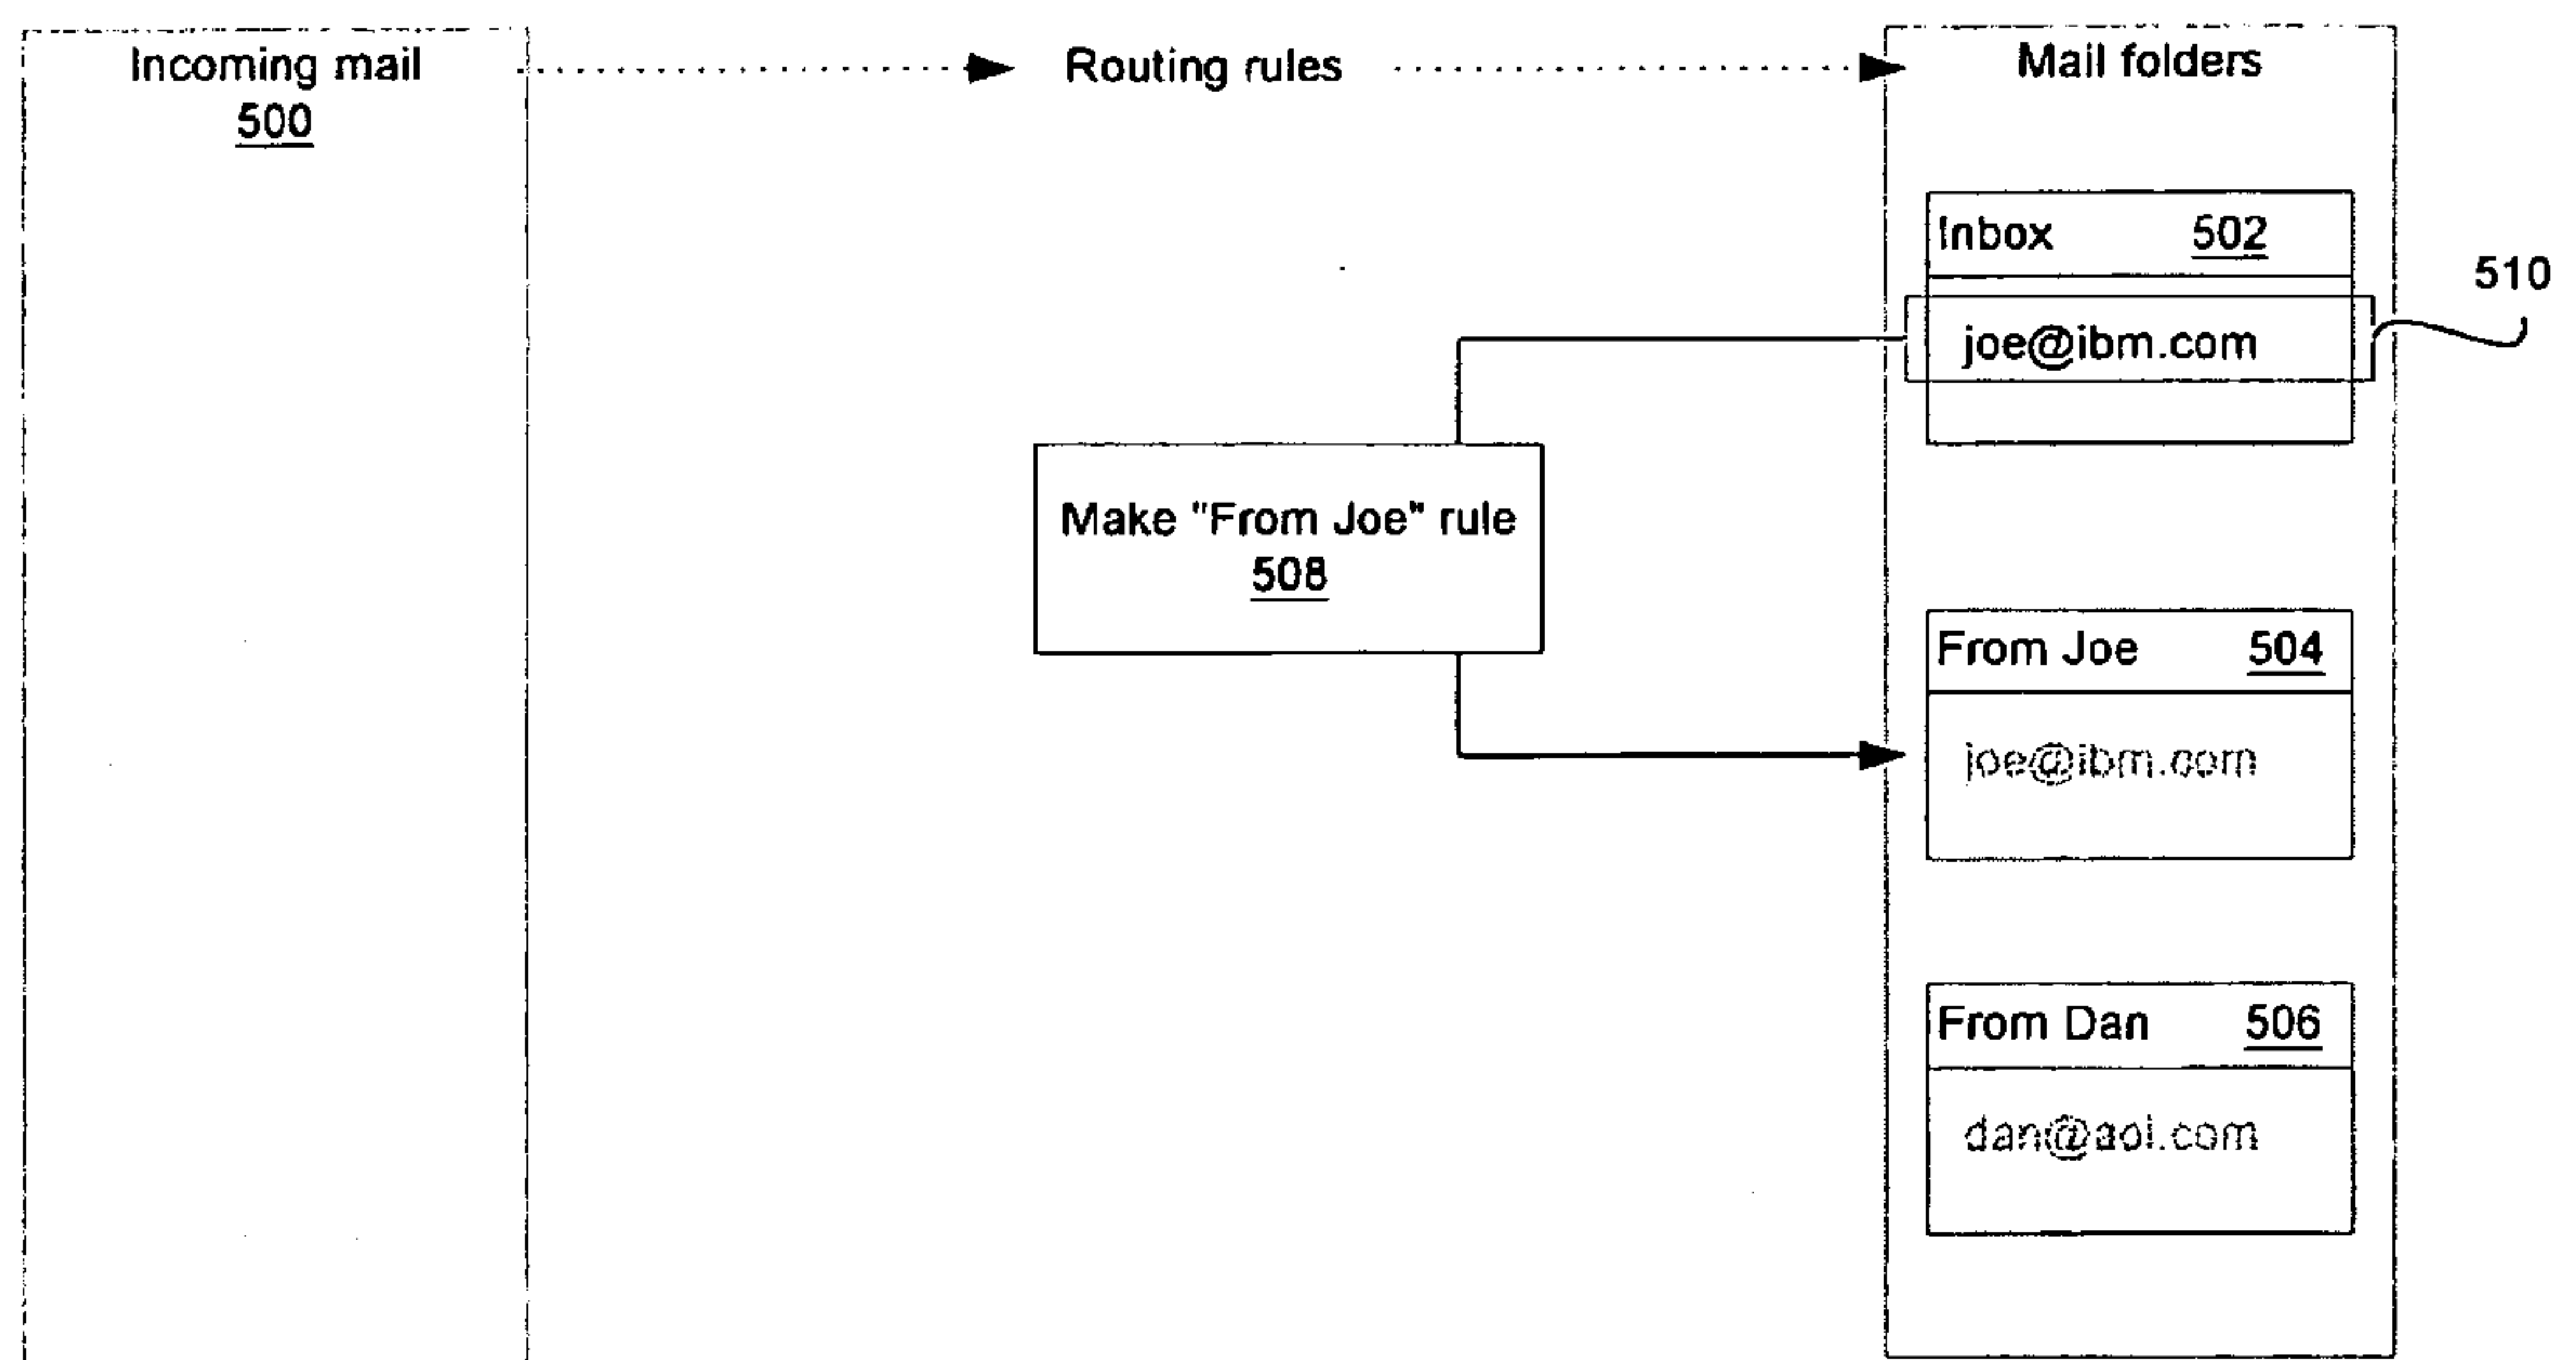 Incoming mail
500
Routing rules
Mail folders
Inbox 502
510
joe@ibm.com
Make "From Joe" rule
508
From Joe 504
joe@ibm.com
From Dan 506
dan@aol.com